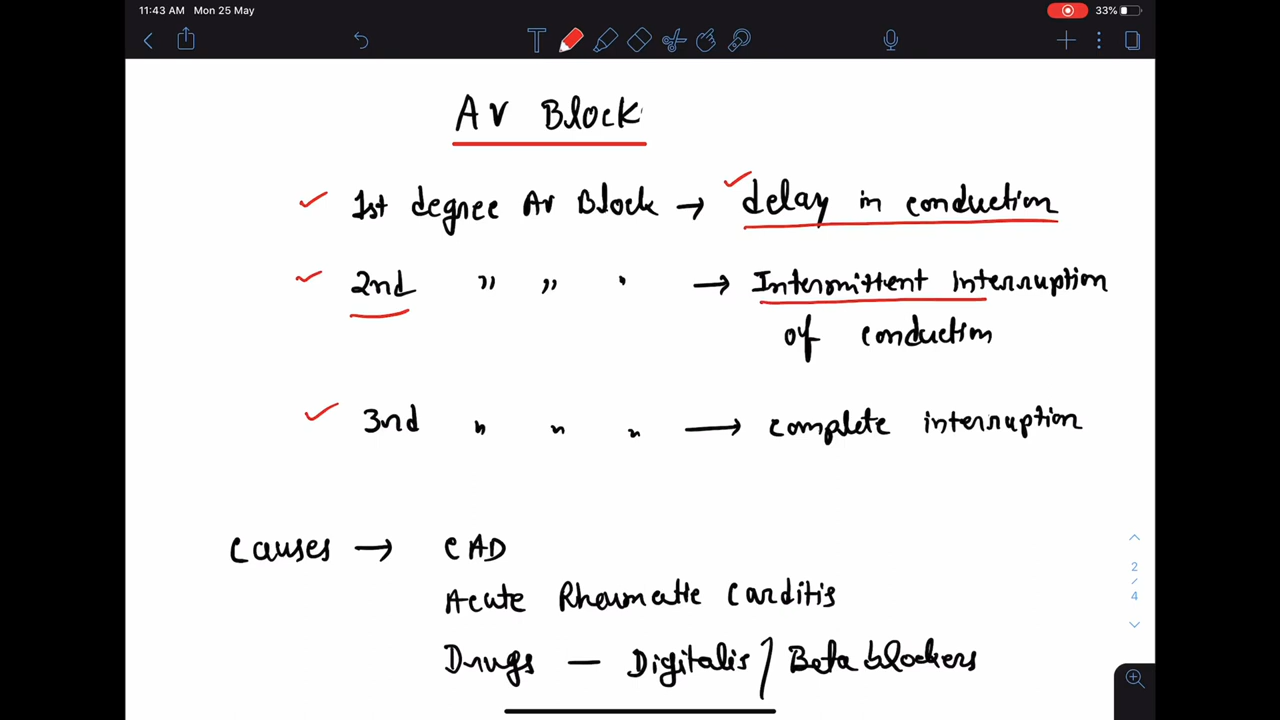 11:43 AM Mon 25 May
33%
AV Block
1st degree AV Block → delay in conduction
2nd " " " → Intermittent Interruption
of conduction
3nd " " " → complete interruption
2
/
4
Causes → CAD
Acute Rheumatic Carditis
Drugs — Digitalis / Beta blockers